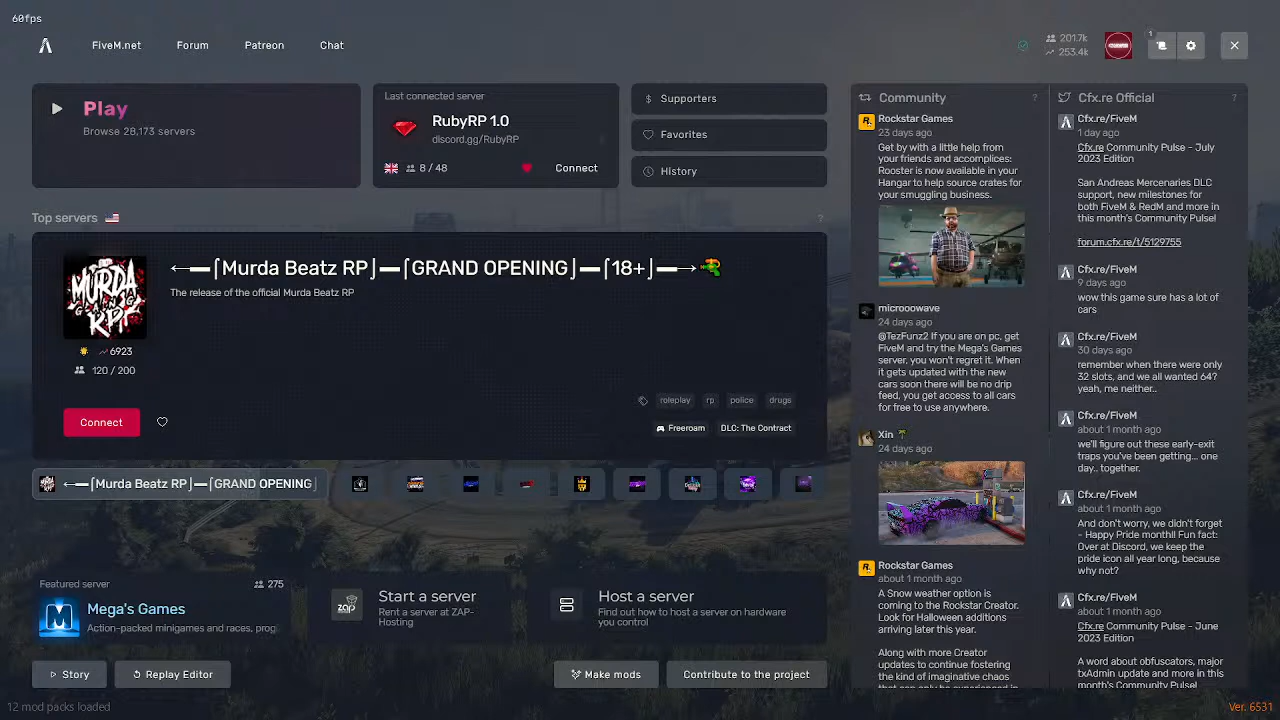 60fps
FiveM.net
Forum
Patreon
Chat
201.7k
253.4k
1
Play
Browse 28,173 servers
Last connected server
RubyRP 1.0
discord.gg/RubyRP
8 / 48
Connect
$ Supporters
Favorites
History
Top servers
?
MURDA
GANG
RP
←—⌈Murda Beatz RP⌋—⌈GRAND OPENING⌋—⌈18+⌋—→
The release of the official Murda Beatz RP
6923
120 / 200
Connect
roleplay
rp
police
drugs
Freeroam
DLC: The Contract
←—⌈Murda Beatz RP⌋—⌈GRAND OPENING⌋
Featured server
275
Mega's Games
Action-packed minigames and races, prog
ZAP
Start a server
Rent a server at ZAP-
Hosting
Host a server
Find out how to host a server on hardware
you control
Story
Replay Editor
Make mods
Contribute to the project
12 mod packs loaded
Community
?
Rockstar Games
23 days ago
Get by with a little help from
your friends and accomplices:
Rooster is now available in your
Hangar to help source crates for
your smuggling business.
microoowave
24 days ago
@TezFunz2 If you are on pc, get
FiveM and try the Mega's Games
server, you won't regret it. When
it gets updated with the new
cars soon there will be no drip
feed, you get access to all cars
for free to use anywhere.
Xin
24 days ago
Rockstar Games
about 1 month ago
A Snow weather option is
coming to the Rockstar Creator.
Look for Halloween additions
arriving later this year.
Along with more Creator
updates to continue fostering
the kind of imaginative chaos
that can only be experienced in
Cfx.re Official
?
Cfx.re/FiveM
1 day ago
Cfx.re Community Pulse - July
2023 Edition
San Andreas Mercenaries DLC
support, new milestones for
both FiveM & RedM and more in
this month's Community Pulse!
forum.cfx.re/t/5129755
Cfx.re/FiveM
9 days ago
wow this game sure has a lot of
cars
Cfx.re/FiveM
30 days ago
remember when there were only
32 slots, and we all wanted 64?
yeah, me neither..
Cfx.re/FiveM
about 1 month ago
we'll figure out these early-exit
traps you've been getting... one
day.. together.
Cfx.re/FiveM
about 1 month ago
And don't worry, we didn't forget
- Happy Pride month!! Fun fact:
Over at Discord, we keep the
pride icon all year long, because
why not?
Cfx.re/FiveM
about 1 month ago
Cfx.re Community Pulse - June
2023 Edition
A word about obfuscators, major
txAdmin update and more in this
month's Community Pulse!
Ver. 6531